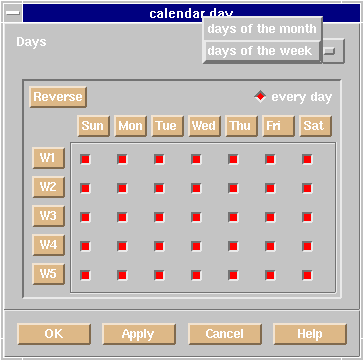 calendar day
days of the month
Days
days of the week
Reverse
every day
Sun Mon Tue Wed Thu Fri Sat
W1
W2
W3
W4
W5
OK Apply Cancel Help